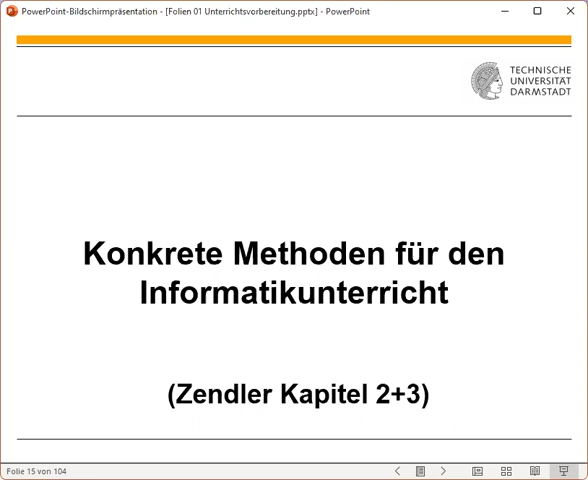 PowerPoint-Bildschirmpräsentation - [Folien 01 Unterrichtsvorbereitung.pptx] - PowerPoint
TECHNISCHE
UNIVERSITÄT
DARMSTADT
Konkrete Methoden für den
Informatikunterricht
(Zendler Kapitel 2+3)
Folie 15 von 104